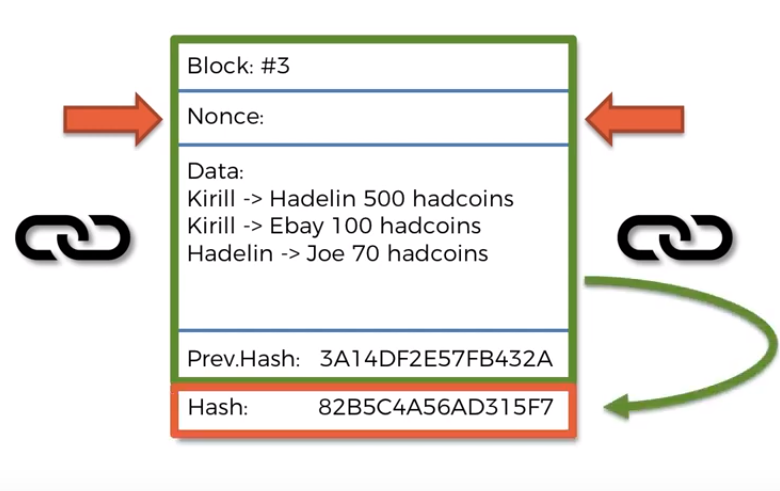 Block: #3
Nonce:
Data:
Kirill -> Hadelin 500 hadcoins
Kirill -> Ebay 100 hadcoins
Hadelin -> Joe 70 hadcoins
Prev.Hash: 3A14DF2E57FB432A
Hash: 82B5C4A56AD315F7